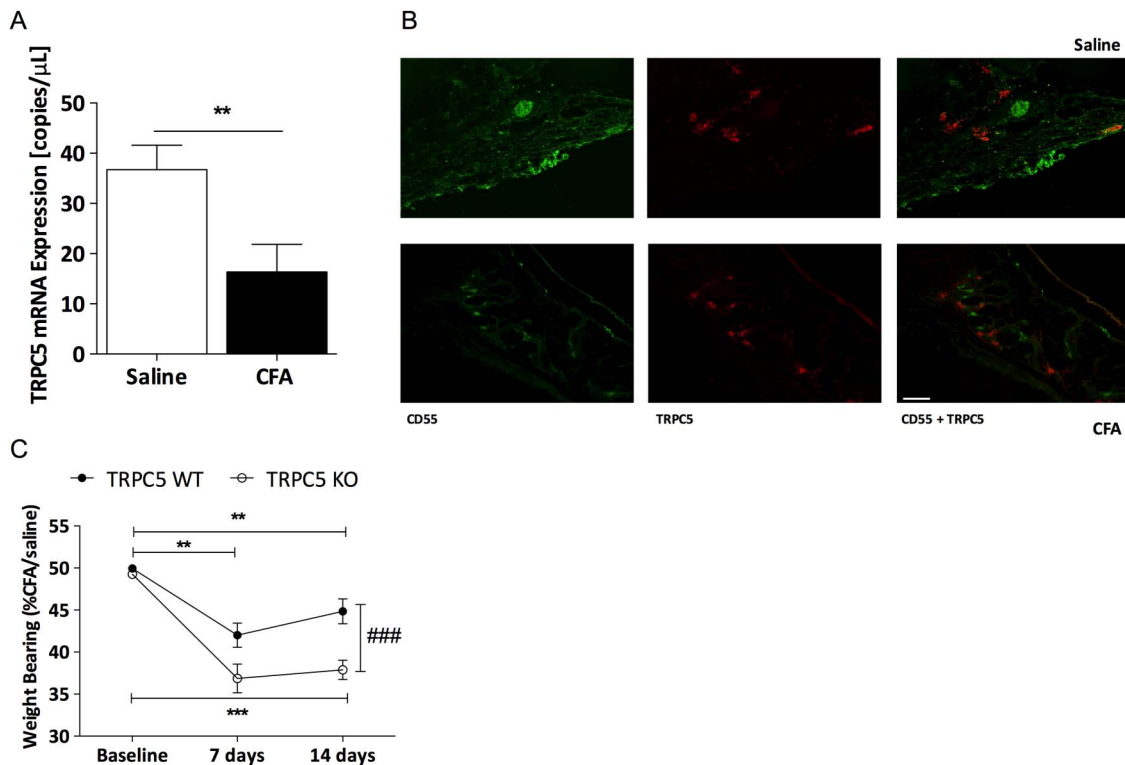 A
TRPC5 mRNA Expression [copies/μL]
50
40
30
20
10
0
**
Saline
CFA
B
Saline
CD55
TRPC5
CD55 + TRPC5
CFA
C
TRPC5 WT
TRPC5 KO
Weight Bearing (%CFA/saline)
55
50
45
40
35
30
**
**
###
***
Baseline
7 days
14 days